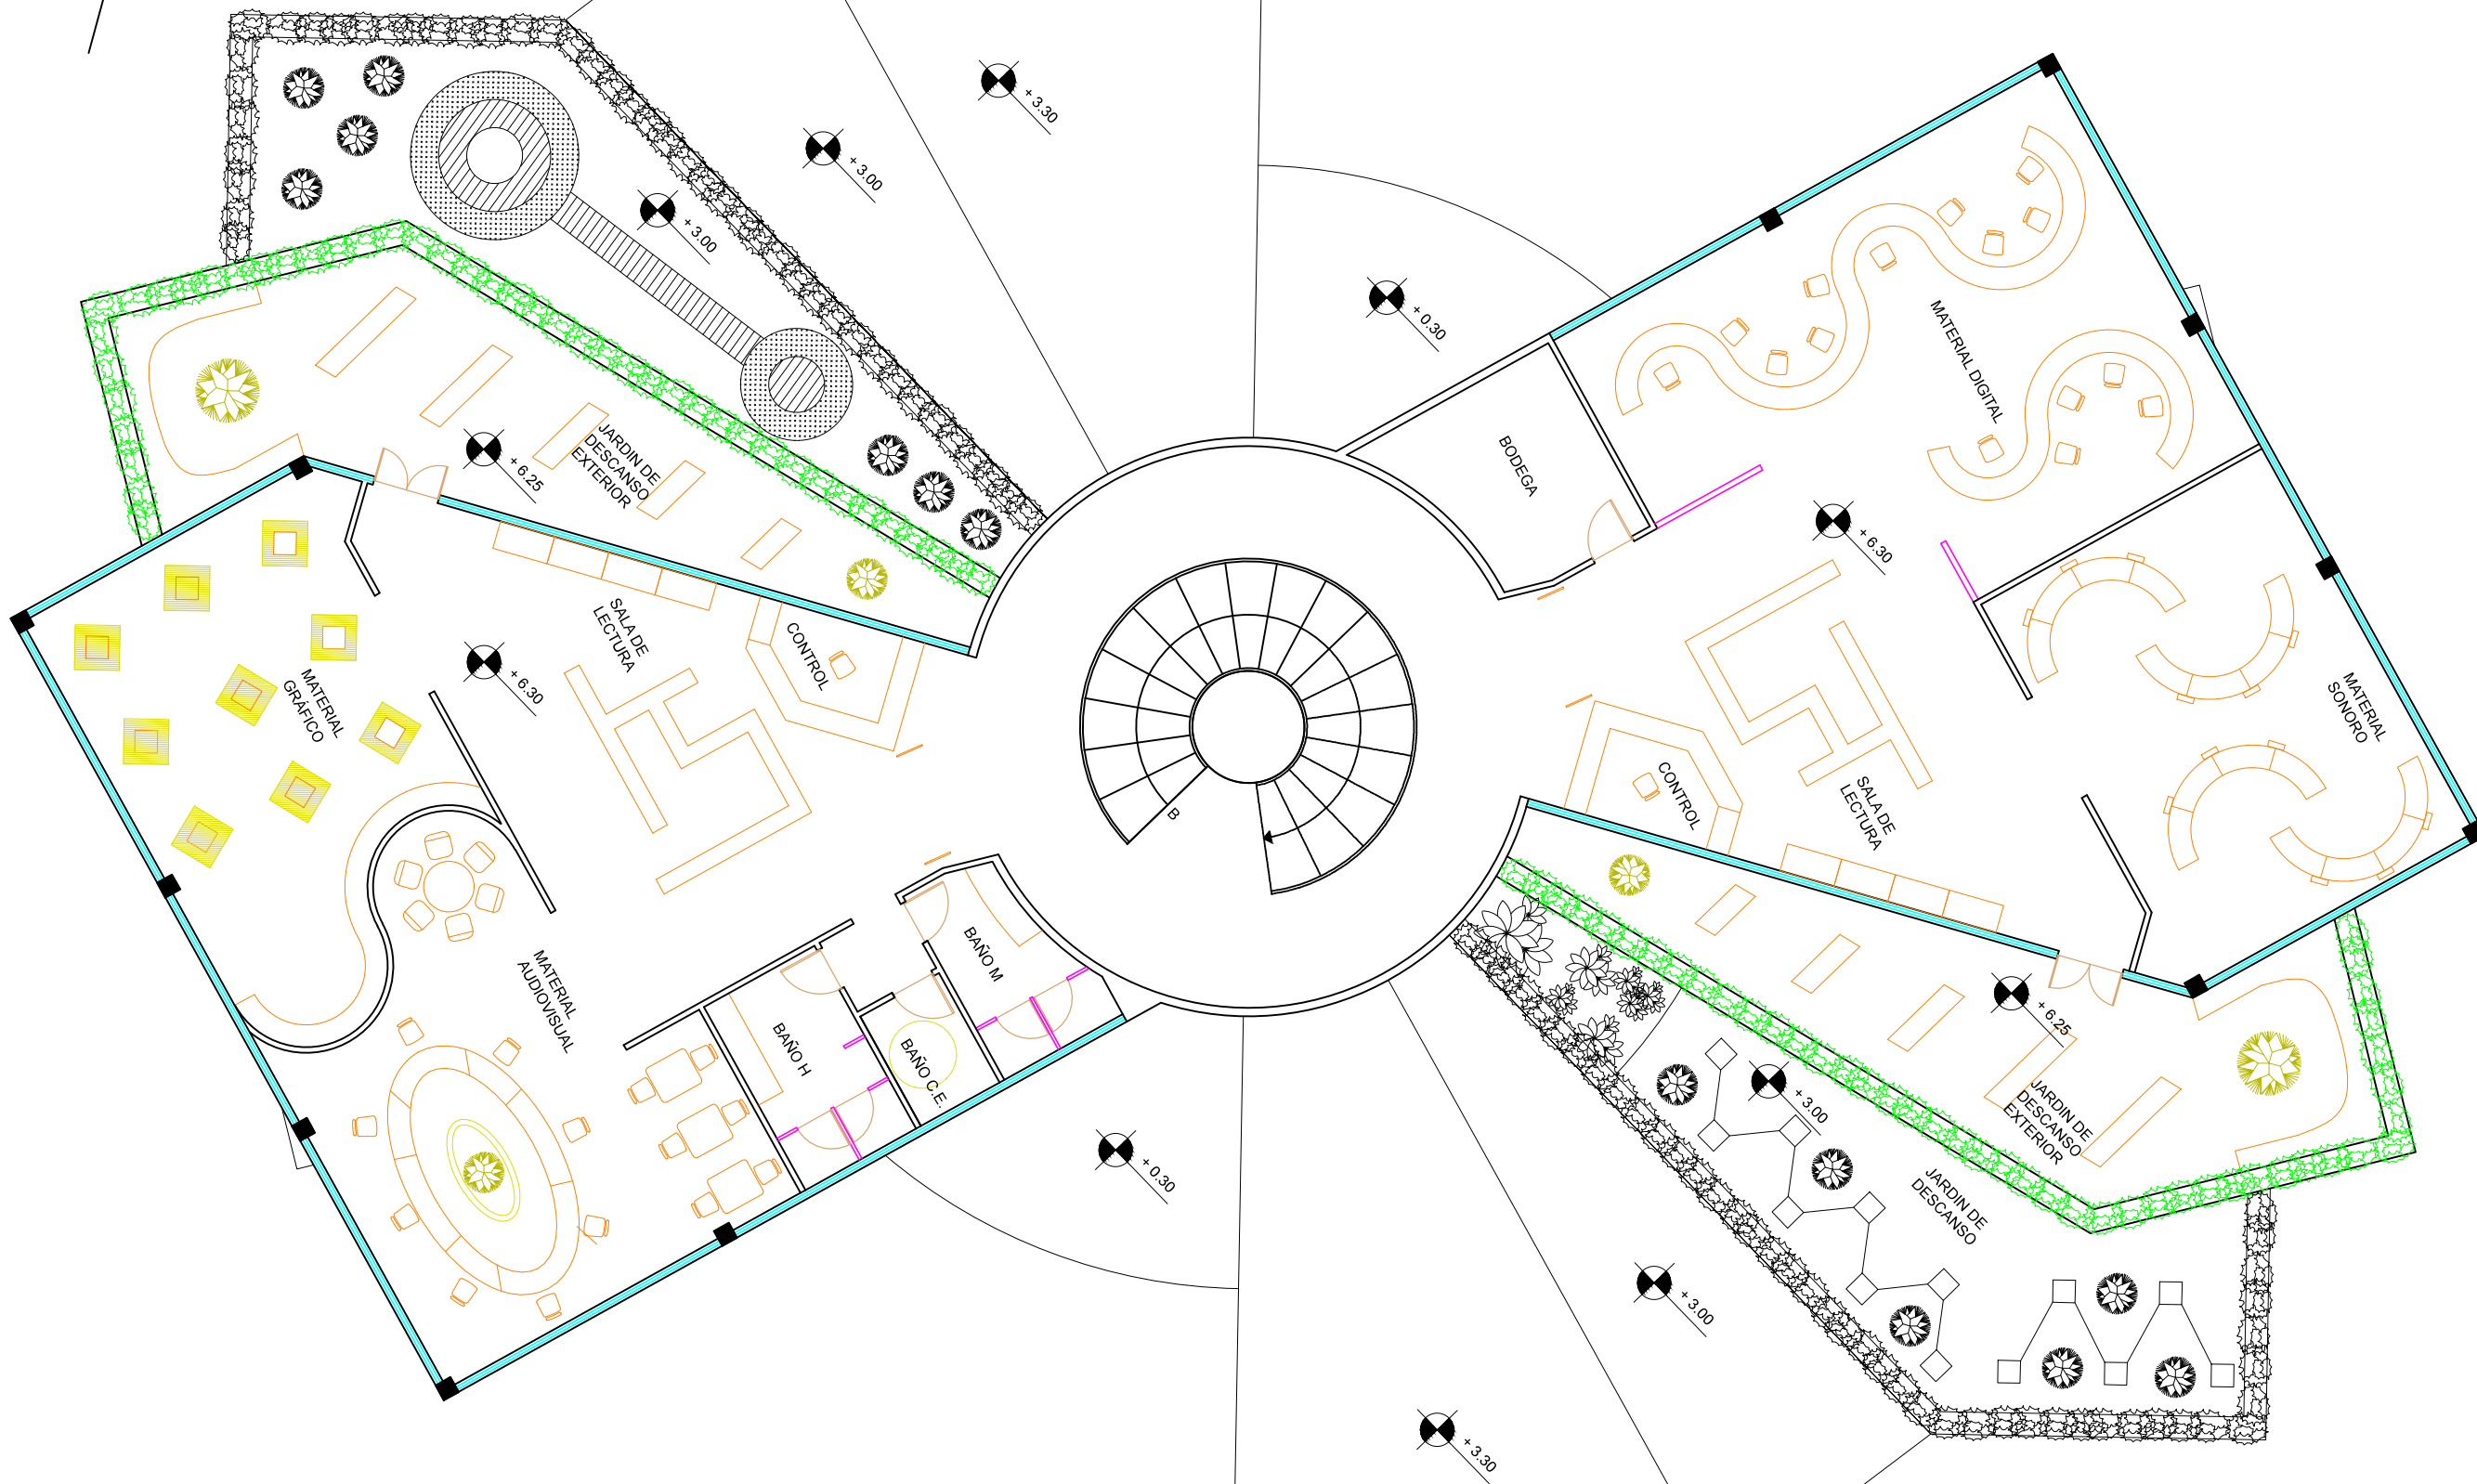 + 3.30
+ 3.00
+ 3.00
+ 0.30
JARDIN DE
DESCANSO
EXTERIOR
+ 6.25
MATERIAL DIGITAL
BODEGA
+ 6.30
SALA DE
LECTURA
CONTROL
+ 6.30
MATERIAL
GRÁFICO
MATERIAL
SONORO
CONTROL
SALA DE
LECTURA
B
BAÑO M
MATERIAL
AUDIOVISUAL
BAÑO H
BAÑO C.E.
+ 6.25
+ 3.00
JARDIN DE
DESCANSO
EXTERIOR
JARDIN DE
DESCANSO
+ 0.30
+ 3.00
+ 3.30